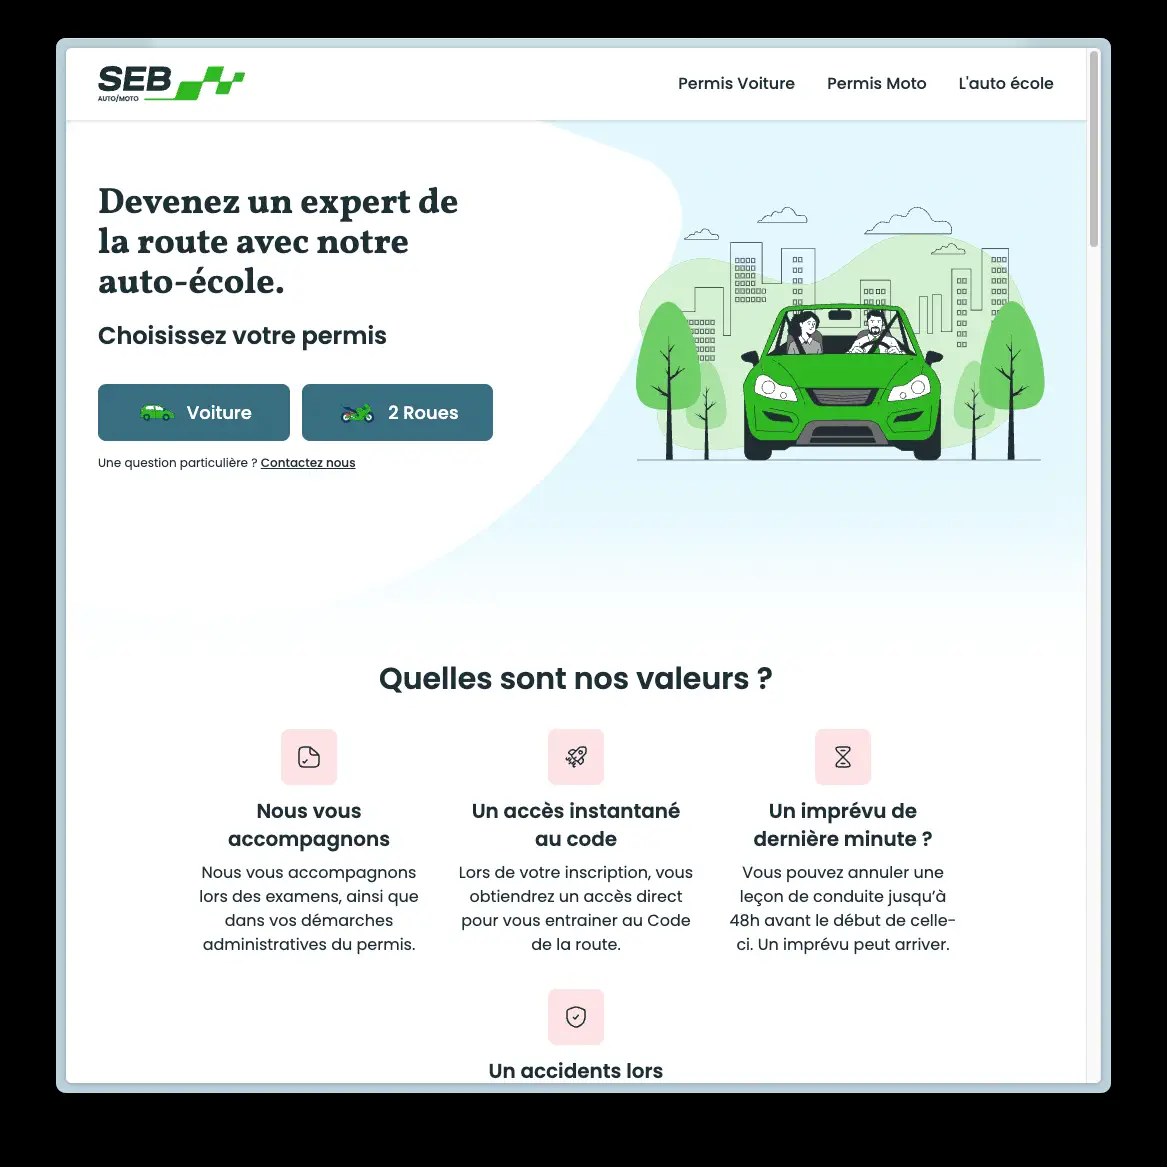 SEB
AUTO/MOTO
Permis Voiture
Permis Moto
L'auto école
Devenez un expert de
la route avec notre
auto-école.
Choisissez votre permis
Voiture
2 Roues
Une question particulière ? Contactez nous
Quelles sont nos valeurs ?
Nous vous
accompagnons
Nous vous accompagnons
lors des examens, ainsi que
dans vos démarches
administratives du permis.
Un accès instantané
au code
Lors de votre inscription, vous
obtiendrez un accès direct
pour vous entrainer au Code
de la route.
Un imprévu de
dernière minute ?
Vous pouvez annuler une
leçon de conduite jusqu’à
48h avant le début de celle-
ci. Un imprévu peut arriver.
Un accidents lors